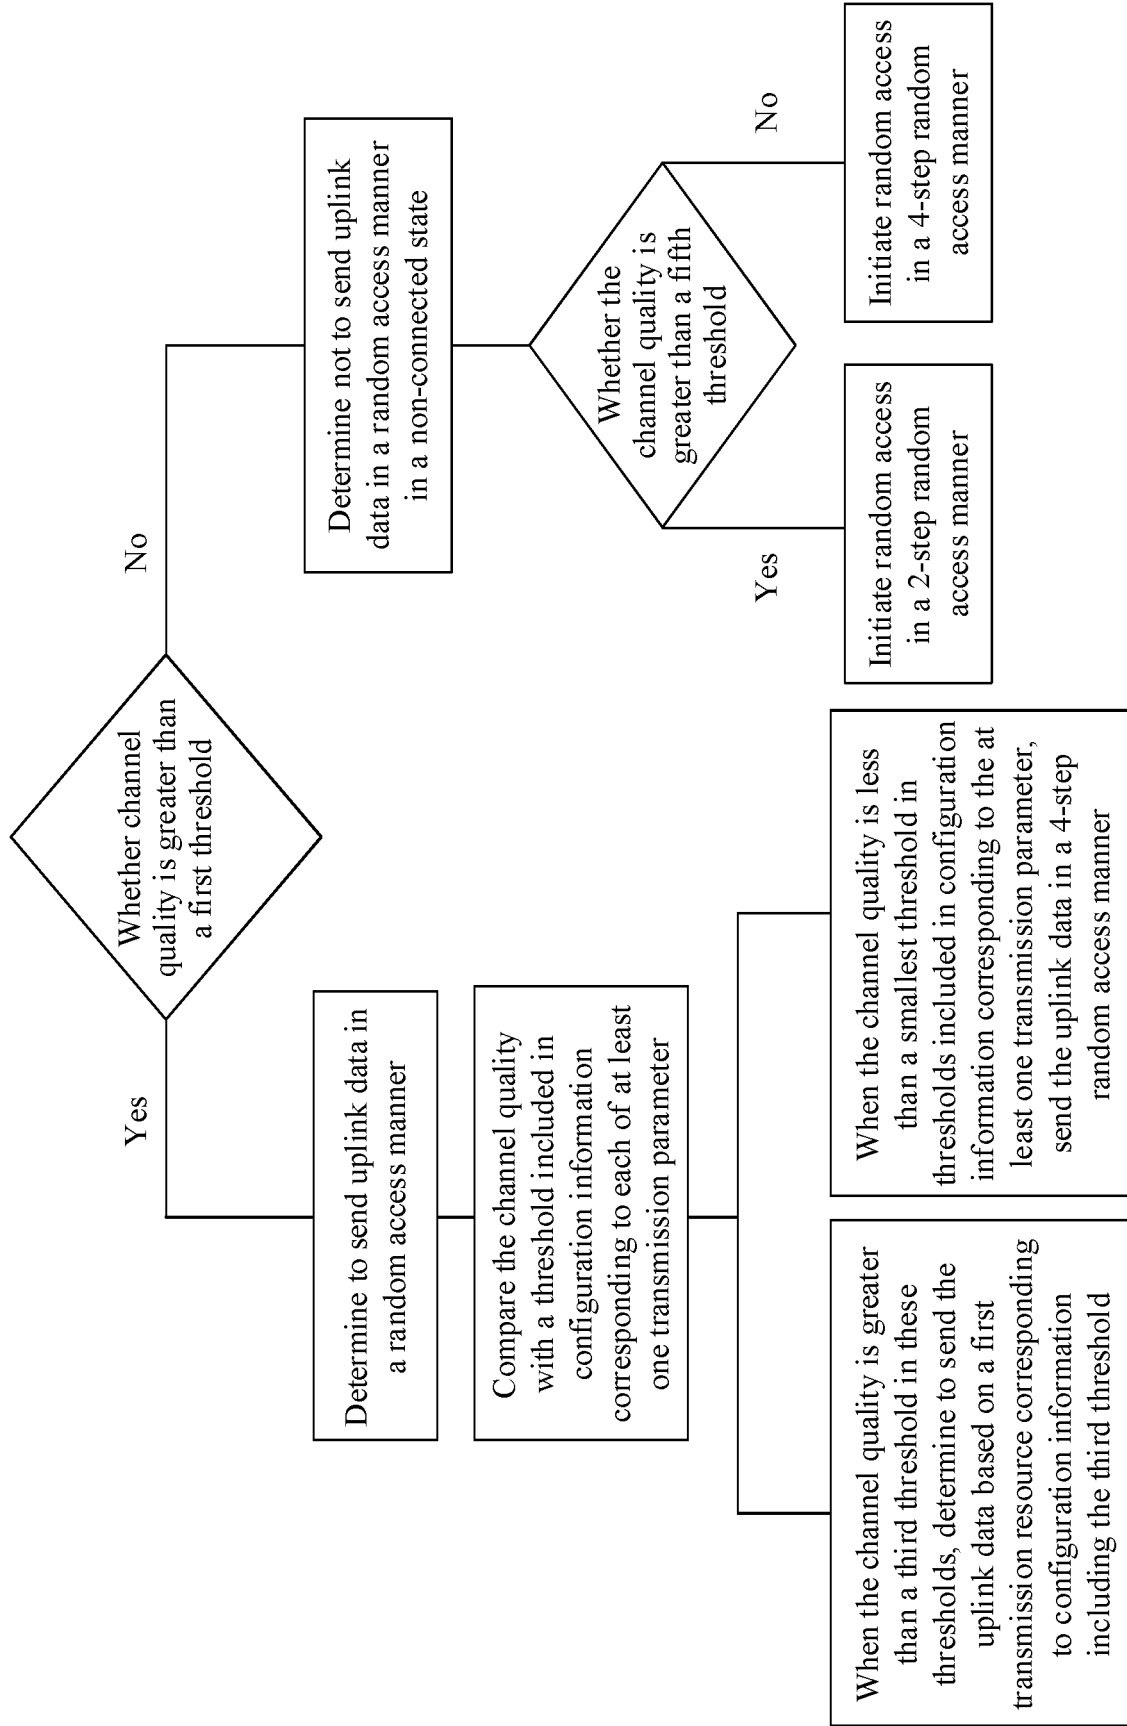 Whether channel
quality is greater than
a first threshold
Yes
No
Determine to send uplink data in
a random access manner
Compare the channel quality
with a threshold included in
configuration information
corresponding to each of at least
one transmission parameter
When the channel quality is greater
than a third threshold in these
thresholds, determine to send the
uplink data based on a first
transmission resource corresponding
to configuration information
including the third threshold
When the channel quality is less
than a smallest threshold in
thresholds included in configuration
information corresponding to the at
least one transmission parameter,
send the uplink data in a 4-step
random access manner
Determine not to send uplink
data in a random access manner
in a non-connected state
Whether the
channel quality is
greater than a fifth
threshold
Yes
No
Initiate random access
in a 2-step random
access manner
Initiate random access
in a 4-step random
access manner